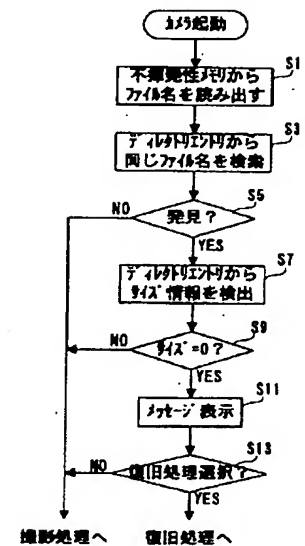 カメラ起動
S1
不揮発性メモリから
ファイル名を読み出す
S3
ディレクトリエントリから
同じファイル名を検索
S5
NO
発見?
YES
S7
ディレクトリエントリから
サイズ情報を検出
S9
NO
サイズ=0?
YES
S11
メッセージ表示
S13
NO
復旧処理選択?
YES
撮影処理へ
復旧処理へ